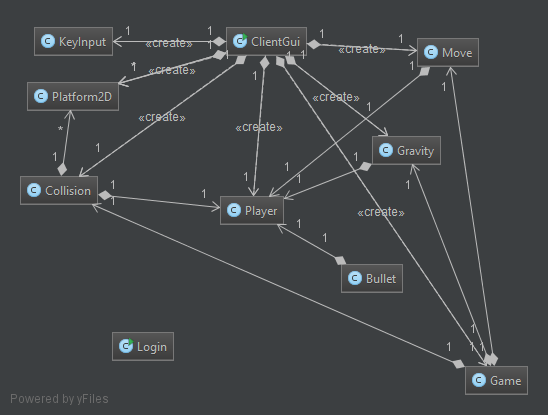 C KeyInput
1
1
«create»
1
C ClientGui
1
1
C Move
*
«create»
1
1
1
C Platform2D
«create»
«create»
«create»
1
*
1
1
1
C Gravity
1
C Collision
1
1
1
1
1
C Player
«create»
1
1
1
1
C Bullet
C Login
1
1
1
1
C Game
Powered by yFiles